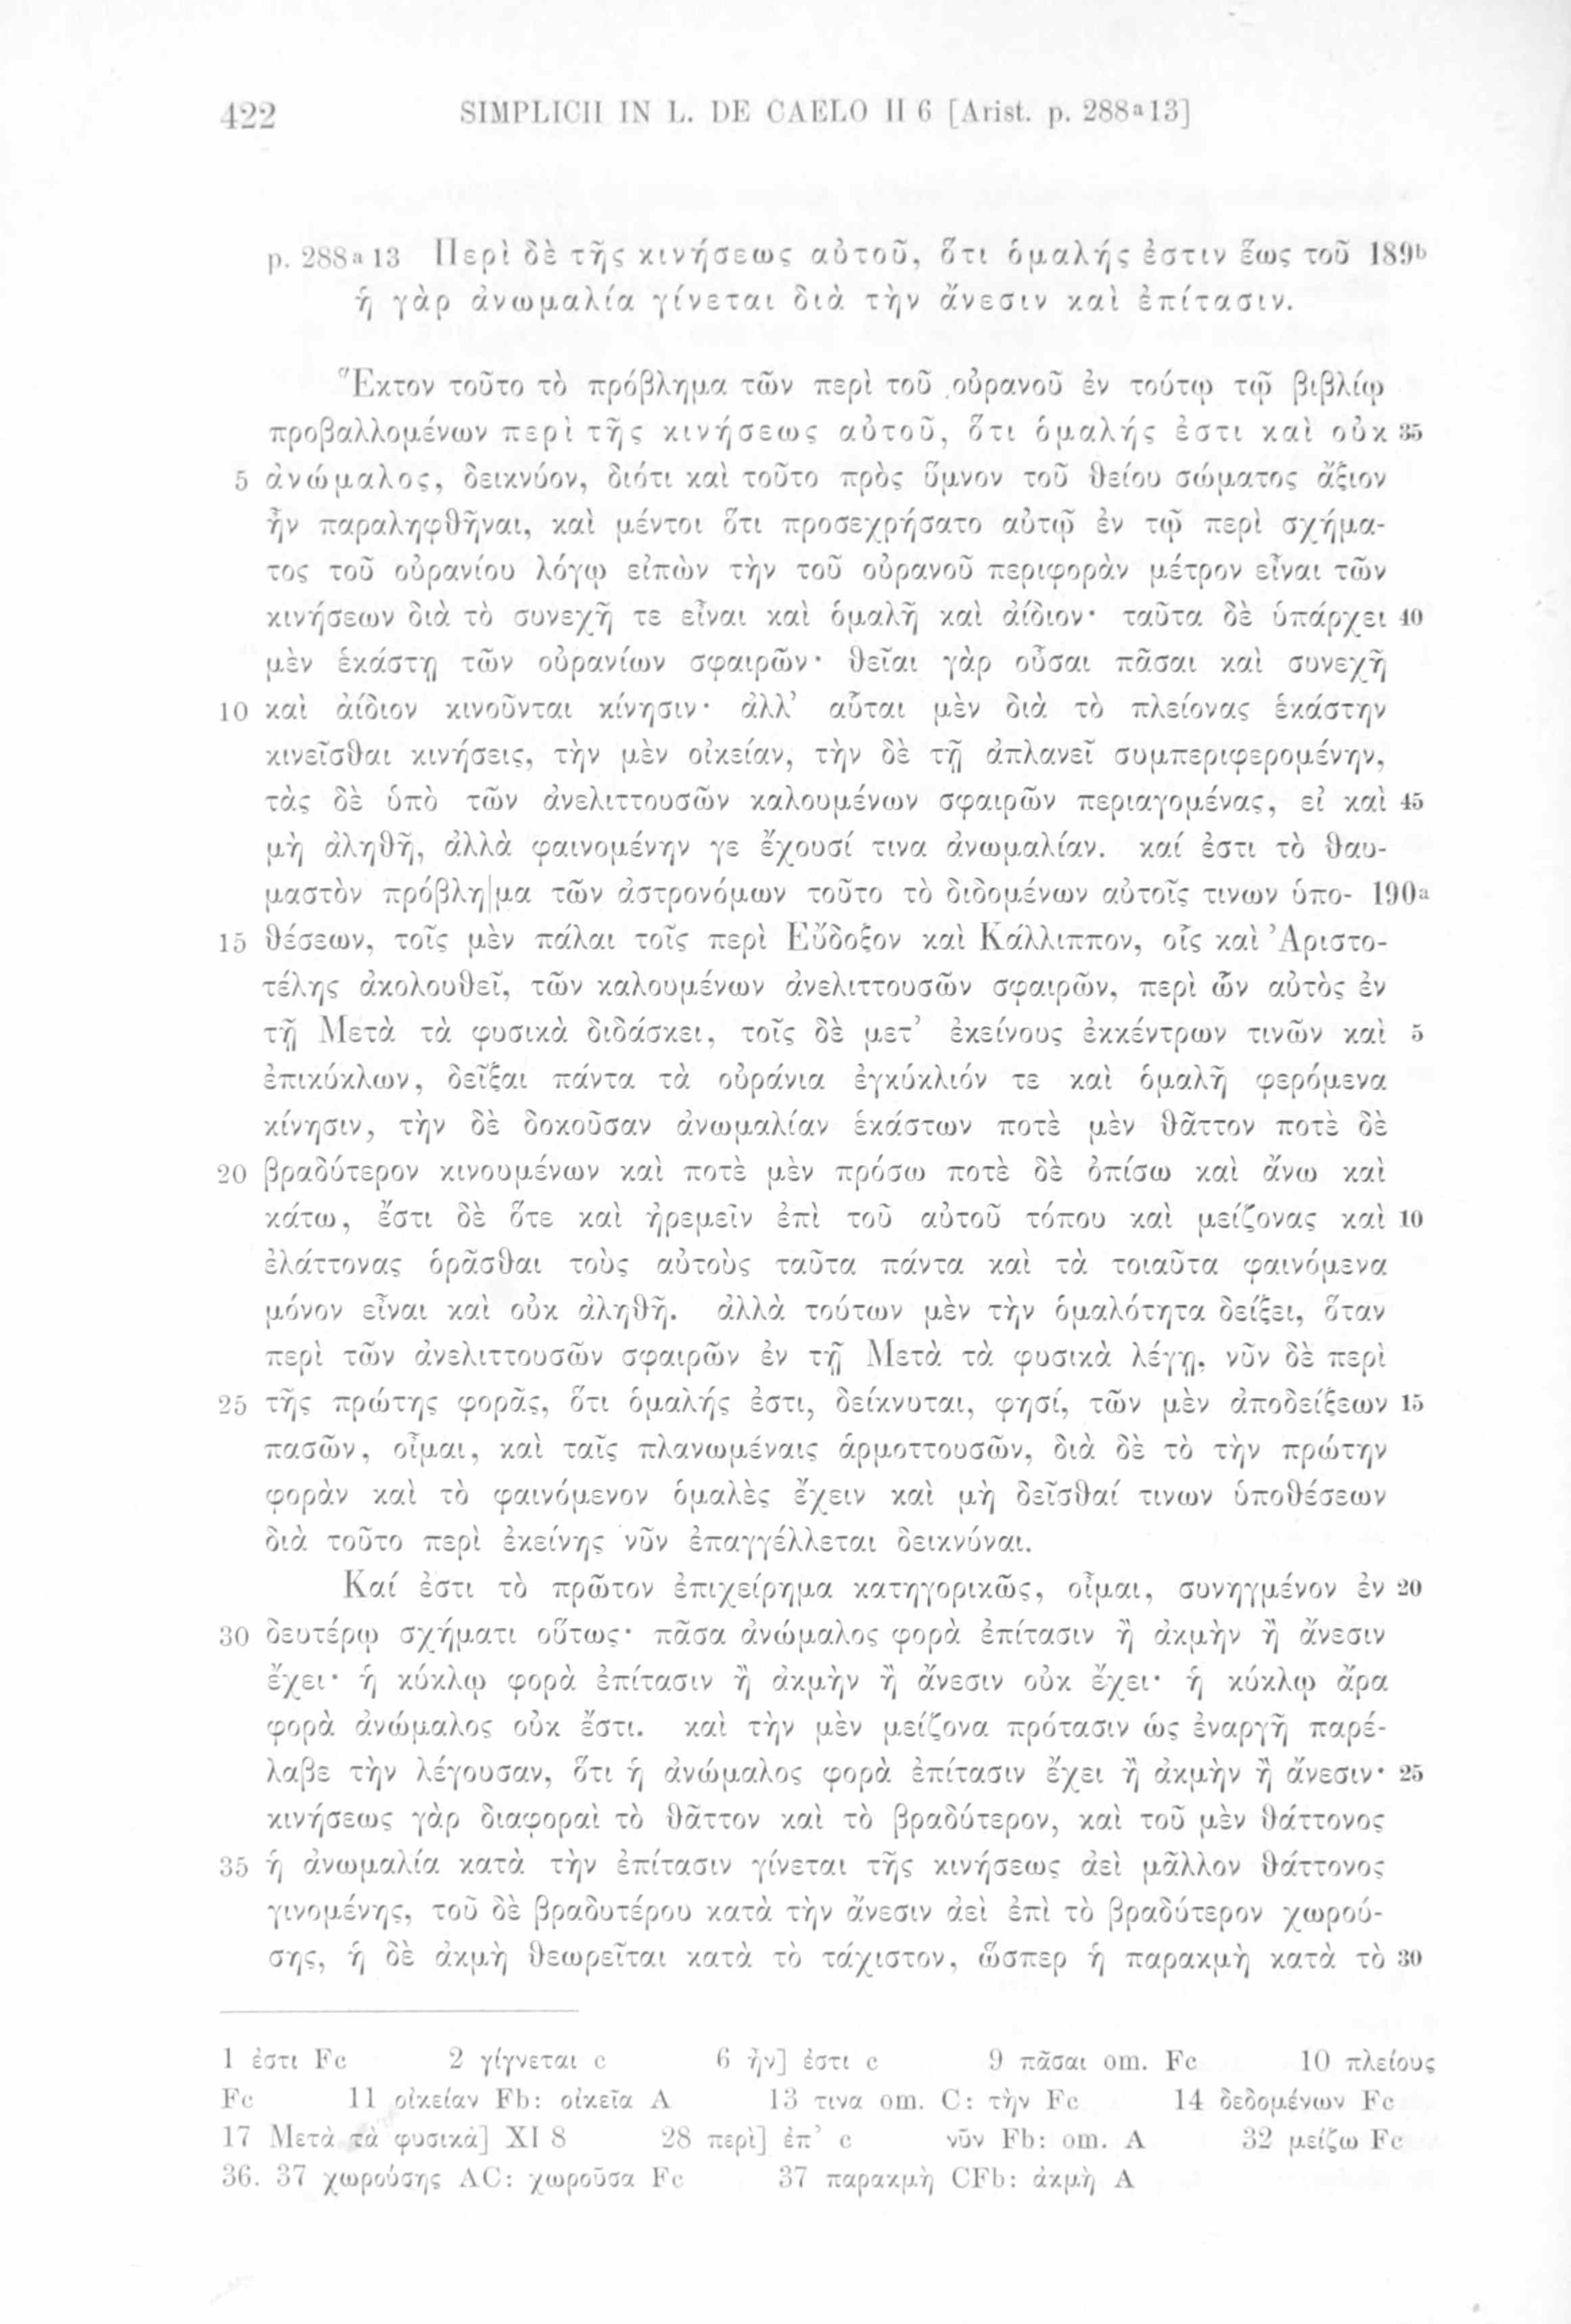 422 SIMPLICII IN L. DE CAELO II 6 [Arist. p. 288ª13]
p. 288ª13 Περὶ δὲ τῆς κινήσεως αὐτοῦ, ὅτι ὁμαλής ἐστιν ἕως τοῦ 189ᵇ
ἡ γὰρ ἀνωμαλία γίνεται διὰ τὴν ἄνεσιν καὶ ἐπίτασιν.
Ἕκτον τοῦτο τὸ πρόβλημα τῶν περὶ τοῦ οὐρανοῦ ἐν τούτῳ τῷ βιβλίῳ
προβαλλομένων περὶ τῆς κινήσεως αὐτοῦ, ὅτι ὁμαλής ἐστι καὶ οὐκ 35
5 ἀνώμαλος, δεικνύον, διότι καὶ τοῦτο πρὸς ὕμνον τοῦ θείου σώματος ἄξιον
ἦν παραληφθῆναι, καὶ μέντοι ὅτι προσεχρήσατο αὐτῷ ἐν τῷ περὶ σχήμα-
τος τοῦ οὐρανίου λόγῳ εἰπὼν τὴν τοῦ οὐρανοῦ περιφορὰν μέτρον εἶναι τῶν
κινήσεων διὰ τὸ συνεχῆ τε εἶναι καὶ ὁμαλῆ καὶ ἀίδιον· ταῦτα δὲ ὑπάρχει 40
μὲν ἑκάστῃ τῶν οὐρανίων σφαιρῶν· θεῖαι γὰρ οὖσαι πᾶσαι καὶ συνεχῆ
10 καὶ ἀίδιον κινοῦνται κίνησιν· ἀλλ’ αὗται μὲν διὰ τὸ πλείονας ἑκάστην
κινεῖσθαι κινήσεις, τὴν μὲν οἰκείαν, τὴν δὲ τῇ ἀπλανεῖ συμπεριφερομένην,
τὰς δὲ ὑπὸ τῶν ἀνελιττουσῶν καλουμένων σφαιρῶν περιαγομένας, εἰ καὶ 45
μὴ ἀληθῆ, ἀλλὰ φαινομένην γε ἔχουσί τινα ἀνωμαλίαν. καί ἐστι τὸ θαυ-
μαστὸν πρόβλη|μα τῶν ἀστρονόμων τοῦτο τὸ διδομένων αὐτοῖς τινων ὑπο- 190ª
15 θέσεων, τοῖς μὲν πάλαι τοῖς περὶ Εὔδοξον καὶ Κάλλιππον, οἷς καὶ Ἀριστο-
τέλης ἀκολουθεῖ, τῶν καλουμένων ἀνελιττουσῶν σφαιρῶν, περὶ ὧν αὐτὸς ἐν
τῇ Μετὰ τὰ φυσικὰ διδάσκει, τοῖς δὲ μετ’ ἐκείνους ἐκκέντρων τινῶν καὶ 5
ἐπικύκλων, δεῖξαι πάντα τὰ οὐράνια ἐγκύκλιόν τε καὶ ὁμαλῆ φερόμενα
κίνησιν, τὴν δὲ δοκοῦσαν ἀνωμαλίαν ἑκάστων ποτὲ μὲν θᾶττον ποτὲ δὲ
20 βραδύτερον κινουμένων καὶ ποτὲ μὲν πρόσω ποτὲ δὲ ὀπίσω καὶ ἄνω καὶ
κάτω, ἔστι δὲ ὅτε καὶ ἠρεμεῖν ἐπὶ τοῦ αὐτοῦ τόπου καὶ μείζονας καὶ 10
ἐλάττονας ὁρᾶσθαι τοὺς αὐτοὺς ταῦτα πάντα καὶ τὰ τοιαῦτα φαινόμενα
μόνον εἶναι καὶ οὐκ ἀληθῆ. ἀλλὰ τούτων μὲν τὴν ὁμαλότητα δείξει, ὅταν
περὶ τῶν ἀνελιττουσῶν σφαιρῶν ἐν τῇ Μετὰ τὰ φυσικὰ λέγῃ, νῦν δὲ περὶ
25 τῆς πρώτης φορᾶς, ὅτι ὁμαλής ἐστι, δείκνυται, φησί, τῶν μὲν ἀποδείξεων 15
πασῶν, οἶμαι, καὶ ταῖς πλανωμέναις ἁρμοττουσῶν, διὰ δὲ τὸ τὴν πρώτην
φορὰν καὶ τὸ φαινόμενον ὁμαλὲς ἔχειν καὶ μὴ δεῖσθαί τινων ὑποθέσεων
διὰ τοῦτο περὶ ἐκείνης νῦν ἐπαγγέλλεται δεικνύναι.
Καί ἐστι τὸ πρῶτον ἐπιχείρημα κατηγορικῶς, οἶμαι, συνηγμένον ἐν 20
30 δευτέρῳ σχήματι οὕτως· πᾶσα ἀνώμαλος φορὰ ἐπίτασιν ἢ ἀκμὴν ἢ ἄνεσιν
ἔχει· ἡ κύκλῳ φορὰ ἐπίτασιν ἢ ἀκμὴν ἢ ἄνεσιν οὐκ ἔχει· ἡ κύκλῳ ἄρα
φορὰ ἀνώμαλος οὐκ ἔστι. καὶ τὴν μὲν μείζονα πρότασιν ὡς ἐναργῆ παρέ-
λαβε τὴν λέγουσαν, ὅτι ἡ ἀνώμαλος φορὰ ἐπίτασιν ἔχει ἢ ἀκμὴν ἢ ἄνεσιν· 25
κινήσεως γὰρ διαφοραὶ τὸ θᾶττον καὶ τὸ βραδύτερον, καὶ τοῦ μὲν θάττονος
35 ἡ ἀνωμαλία κατὰ τὴν ἐπίτασιν γίνεται τῆς κινήσεως ἀεὶ μᾶλλον θάττονος
γινομένης, τοῦ δὲ βραδυτέρου κατὰ τὴν ἄνεσιν ἀεὶ ἐπὶ τὸ βραδύτερον χωρού-
σης, ἡ δὲ ἀκμὴ θεωρεῖται κατὰ τὸ τάχιστον, ὥσπερ ἡ παρακμὴ κατὰ τὸ 30
1 ἐστι Fc 2 γίγνεται c 6 ἦν] ἐστι c 9 πᾶσαι om. Fc 10 πλείους
Fc 11 οἰκείαν Fb: οἰκεῖα A 13 τινα om. C: τὴν Fc 14 δεδομένων Fc
17 Μετὰ τὰ φυσικὰ] XI 8 28 περὶ] ἐπ’ c νῦν Fb: om. A 32 μείζω Fc
36. 37 χωρούσης AC: χωροῦσα Fc 37 παρακμὴ CFb: ἀκμὴ A